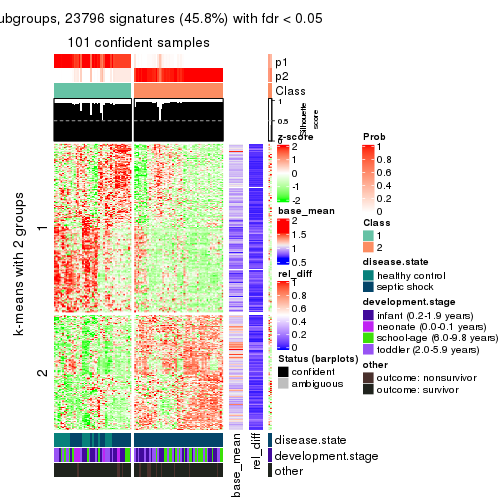 ubgroups, 23796 signatures (45.8%) with fdr < 0.05
101 confident samples
p1
p2
Class
1
0.5
0
Silhouette
score
k-means with 2 groups
1
2
z-score
2
1
0
-1
-2
base_mean
2
1.5
1
0.5
rel_diff
1
0.8
0.6
0.4
0.2
0
Status (barplots)
confident
ambiguous
Prob
1
0.8
0.6
0.4
0.2
0
Class
1
2
disease.state
healthy control
septic shock
development.stage
infant (0.2-1.9 years)
neonate (0.0-0.1 years)
school-age (6.0-9.8 years)
toddler (2.0-5.9 years)
other
outcome: nonsurvivor
outcome: survivor
disease.state
development.stage
other
base_mean
rel_diff